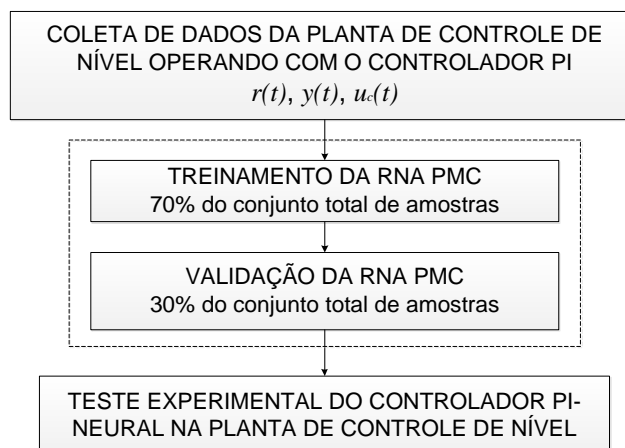 COLETA DE DADOS DA PLANTA DE CONTROLE DE
NÍVEL OPERANDO COM O CONTROLADOR PI
r(t), y(t), uc(t)
TREINAMENTO DA RNA PMC
70% do conjunto total de amostras
VALIDAÇÃO DA RNA PMC
30% do conjunto total de amostras
TESTE EXPERIMENTAL DO CONTROLADOR PI-
NEURAL NA PLANTA DE CONTROLE DE NÍVEL